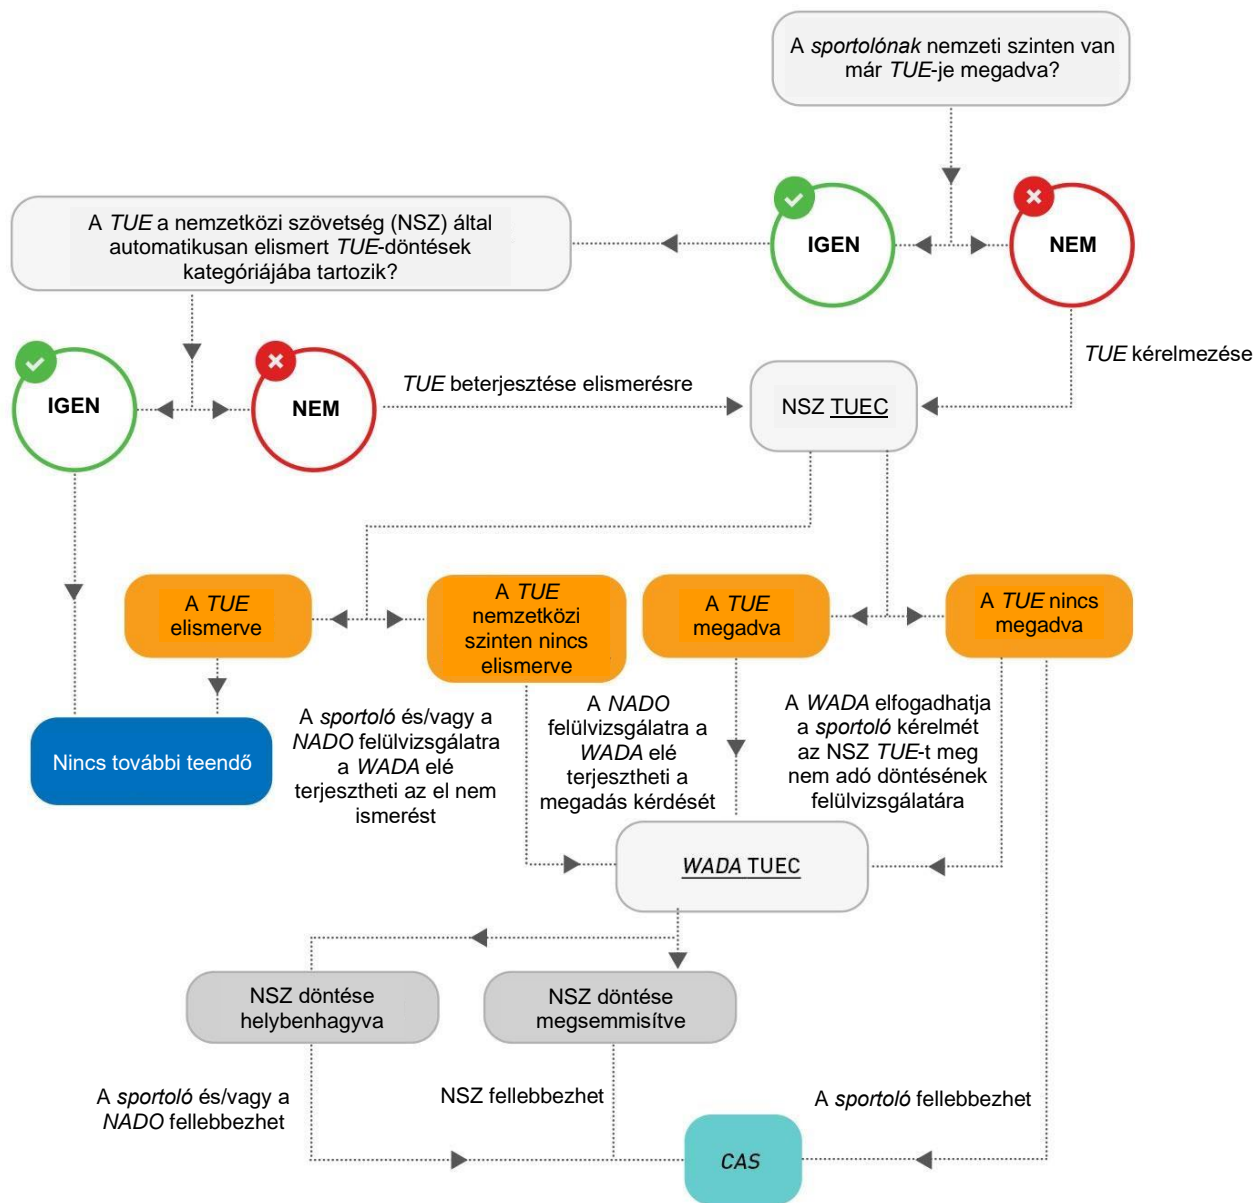 A sportolónak nemzeti szinten van
már TUE-je megadva?
IGEN
NEM
A TUE a nemzetközi szövetség (NSZ) által
automatikusan elismert TUE-döntések
kategóriájába tartozik?
IGEN
NEM
TUE beterjesztése elismerésre
TUE kérelmezése
NSZ TUEC
A TUE
elismerve
A TUE
nemzetközi
szinten nincs
elismerve
A TUE
megadva
A TUE nincs
megadva
Nincs további teendő
A sportoló és/vagy a
NADO felülvizsgálatra
a WADA elé
terjesztheti az el nem
ismerést
A NADO
felülvizsgálatra a
WADA elé
terjesztheti a
megadás kérdését
A WADA elfogadhatja
a sportoló kérelmét
az NSZ TUE-t meg
nem adó döntésének
felülvizsgálatára
WADA TUEC
NSZ döntése
helybenhagyva
NSZ döntése
megsemmisítve
A sportoló és/vagy a
NADO fellebbezhet
NSZ fellebbezhet
A sportoló fellebbezhet
CAS